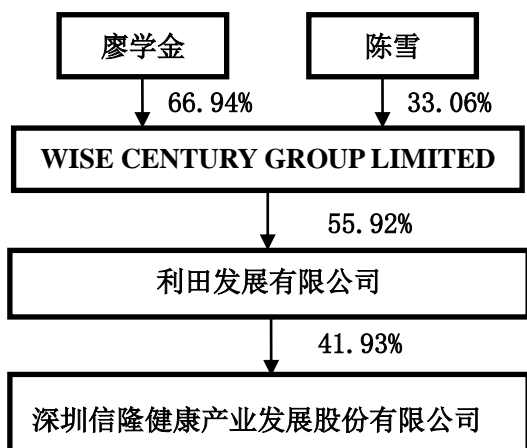 廖学金 陈雪
66.94% 33.06%
WISE CENTURY GROUP LIMITED
55.92%
利田发展有限公司
41.93%
深圳信隆健康产业发展股份有限公司